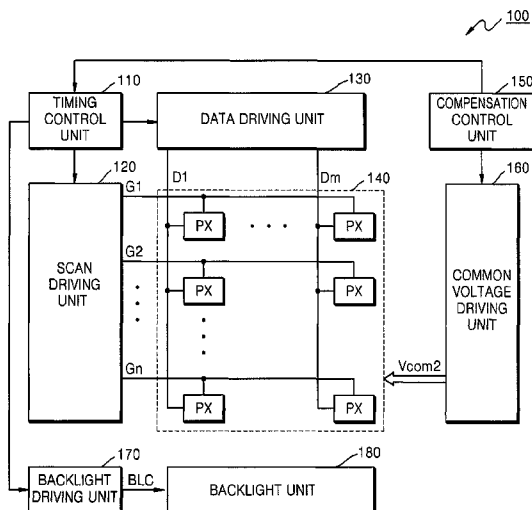 100
110
130
150
TIMING
CONTROL
UNIT
DATA DRIVING UNIT
COMPENSATION
CONTROL
UNIT
120
G1
D1
Dm
140
160
PX
. . .
PX
SCAN
DRIVING
UNIT
G2
PX
PX
COMMON
VOLTAGE
DRIVING
UNIT
Gn
Vcom2
PX
PX
170
BLC
180
BACKLIGHT
DRIVING UNIT
BACKLIGHT UNIT